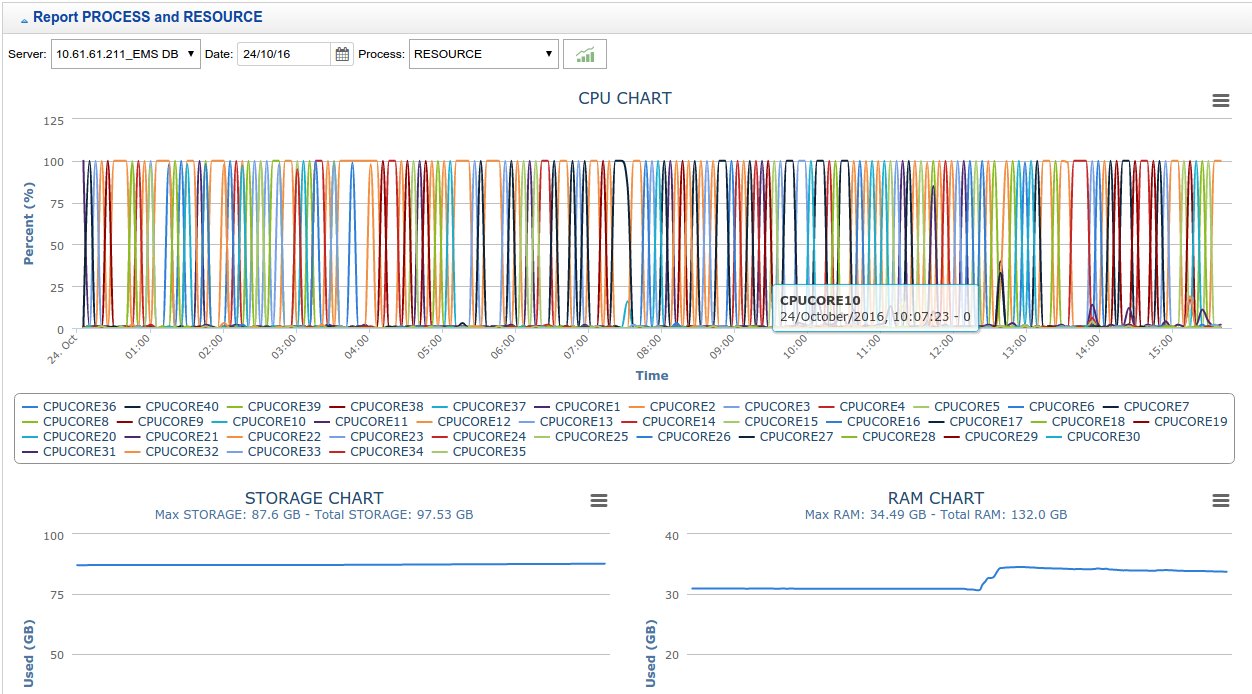 Report PROCESS and RESOURCE
Server: 10.61.61.211_EMS DB Date: 24/10/16 Process: RESOURCE
CPU CHART
125
100
75
50
25
0
Percent (%)
CPUCORE10
24/October/2016, 10:07:23 - 0
24. Oct 01:00 02:00 03:00 04:00 05:00 06:00 07:00 08:00 09:00 10:00 11:00 12:00 13:00 14:00 15:00
Time
CPUCORE36 CPUCORE40 CPUCORE39 CPUCORE38 CPUCORE37 CPUCORE1 CPUCORE2 CPUCORE3 CPUCORE4 CPUCORE5 CPUCORE6 CPUCORE7
CPUCORE8 CPUCORE9 CPUCORE10 CPUCORE11 CPUCORE12 CPUCORE13 CPUCORE14 CPUCORE15 CPUCORE16 CPUCORE17 CPUCORE18 CPUCORE19
CPUCORE20 CPUCORE21 CPUCORE22 CPUCORE23 CPUCORE24 CPUCORE25 CPUCORE26 CPUCORE27 CPUCORE28 CPUCORE29 CPUCORE30
CPUCORE31 CPUCORE32 CPUCORE33 CPUCORE34 CPUCORE35
STORAGE CHART
Max STORAGE: 87.6 GB - Total STORAGE: 97.53 GB
100
75
50
Used (GB)
RAM CHART
Max RAM: 34.49 GB - Total RAM: 132.0 GB
40
30
20
Used (GB)